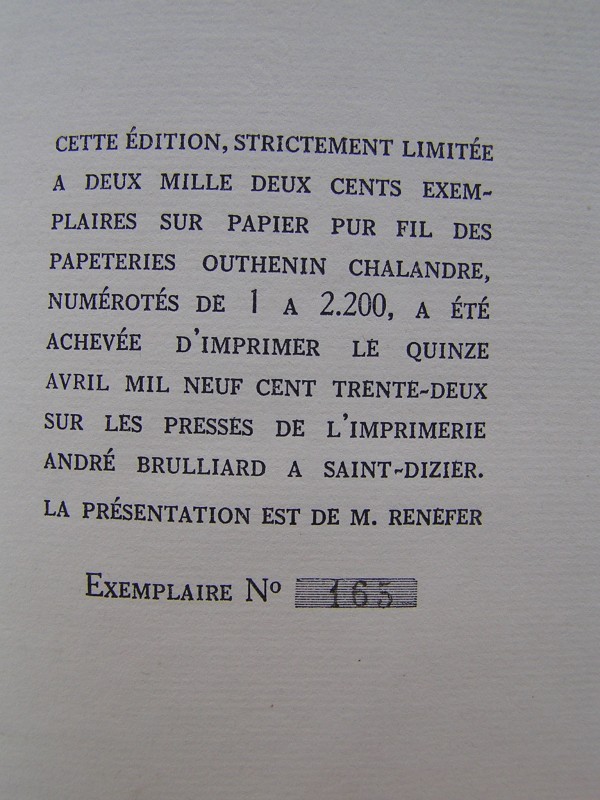 CETTE ÉDITION, STRICTEMENT LIMITÉE
A DEUX MILLE DEUX CENTS EXEM-
PLAIRES SUR PAPIER PUR FIL DES
PAPETERIES OUTHENIN CHALANDRE,
NUMÉROTÉS DE 1 A 2.200, A ÉTÉ
ACHEVÉE D'IMPRIMER LE QUINZE
AVRIL MIL NEUF CENT TRENTE-DEUX
SUR LES PRESSES DE L'IMPRIMERIE
ANDRÉ BRULLIARD A SAINT-DIZIER.
LA PRÉSENTATION EST DE M. RENEFER
EXEMPLAIRE Nº 165